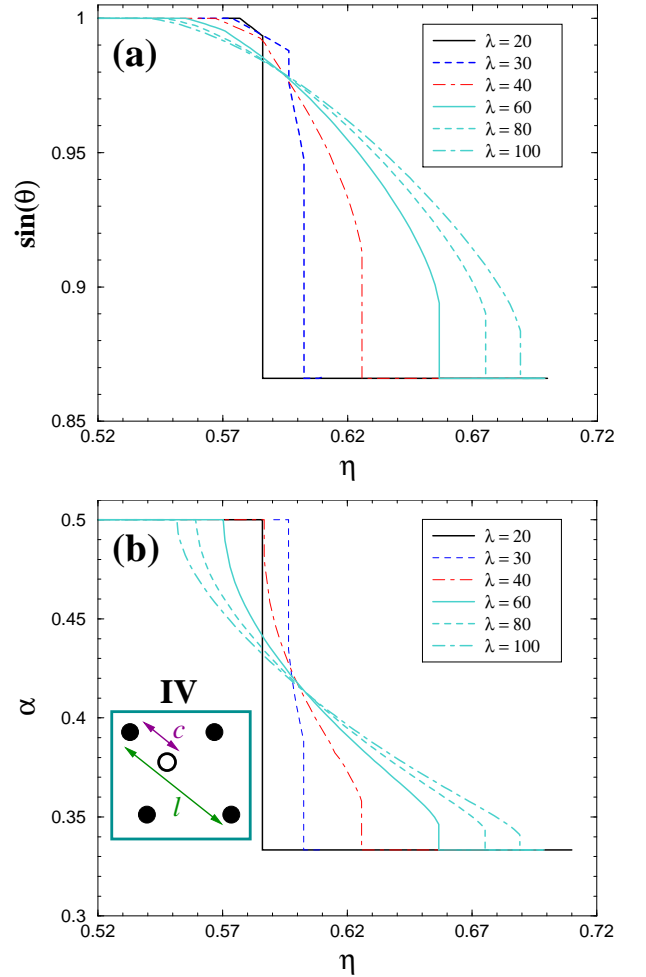 1
0.95
0.9
0.85
sin(θ)
(a)
λ = 20
λ = 30
λ = 40
λ = 60
λ = 80
λ = 100
0.52
0.57
0.62
0.67
0.72
η
0.5
0.45
0.4
0.35
0.3
α
(b)
λ = 20
λ = 30
λ = 40
λ = 60
λ = 80
λ = 100
IV
c
l
0.52
0.57
0.62
0.67
0.72
η